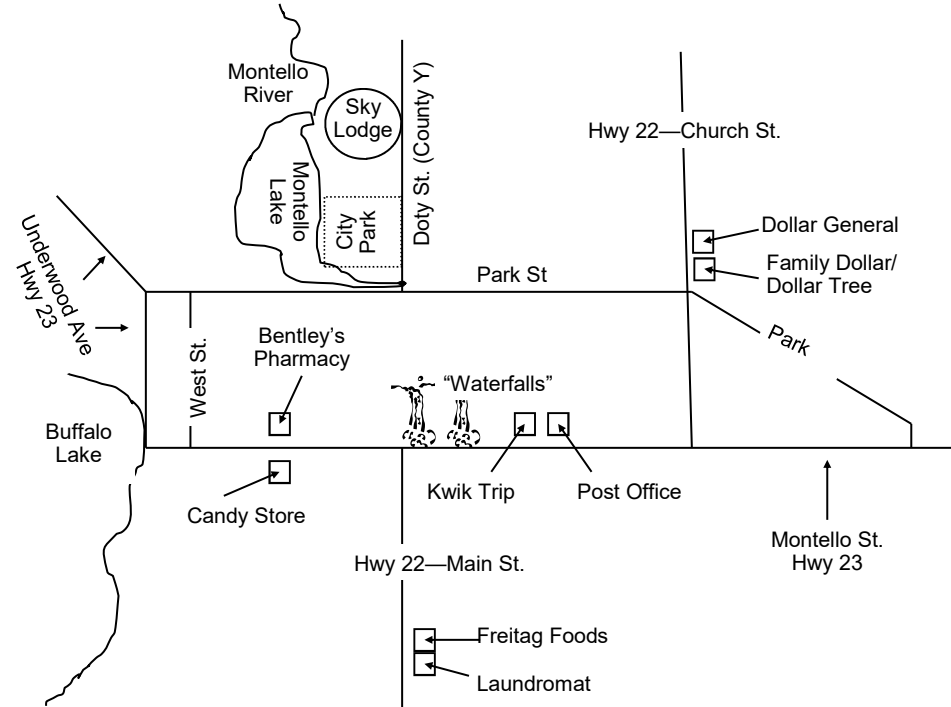 Montello
River
Sky
Lodge
Doty St. (County Y)
Hwy 22—Church St.
Montello
Lake
City
Park
Dollar General
Family Dollar/
Dollar Tree
Underwood Ave
Hwy 23
Park St
Park
West St.
Bentley’s
Pharmacy
“Waterfalls”
Buffalo
Lake
Kwik Trip
Post Office
Candy Store
Montello St.
Hwy 23
Hwy 22—Main St.
Freitag Foods
Laundromat